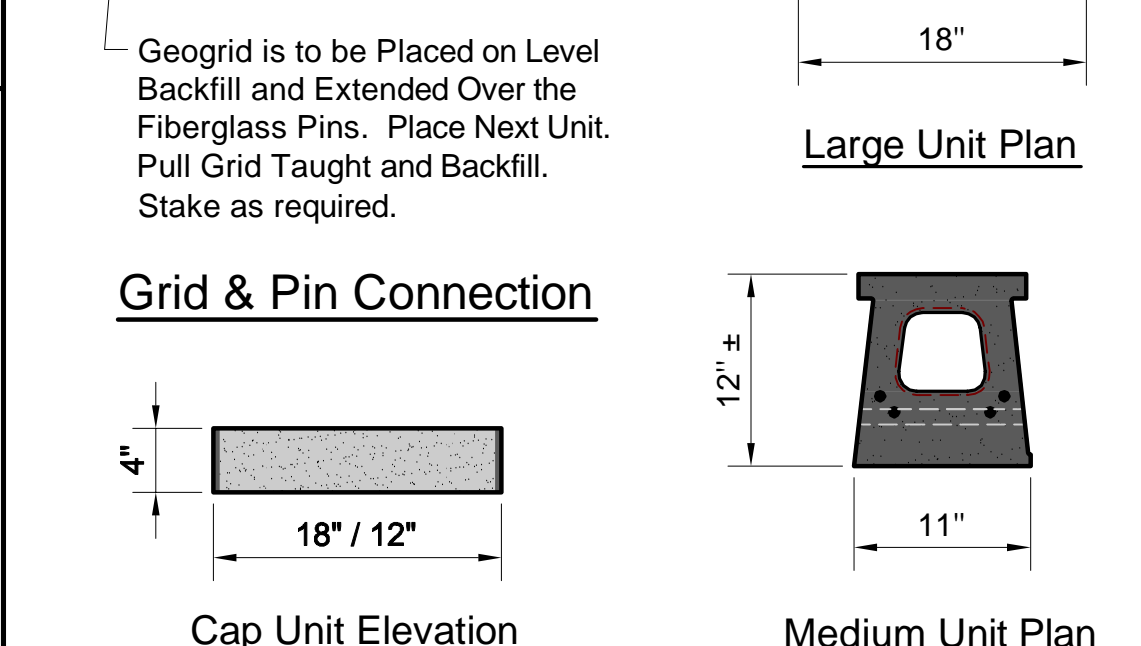 Geogrid is to be Placed on Level
Backfill and Extended Over the
Fiberglass Pins. Place Next Unit.
Pull Grid Taught and Backfill.
Stake as required.
Grid & Pin Connection
4"
18" / 12"
Cap Unit Elevation
18"
Large Unit Plan
12" ±
11"
Medium Unit Plan